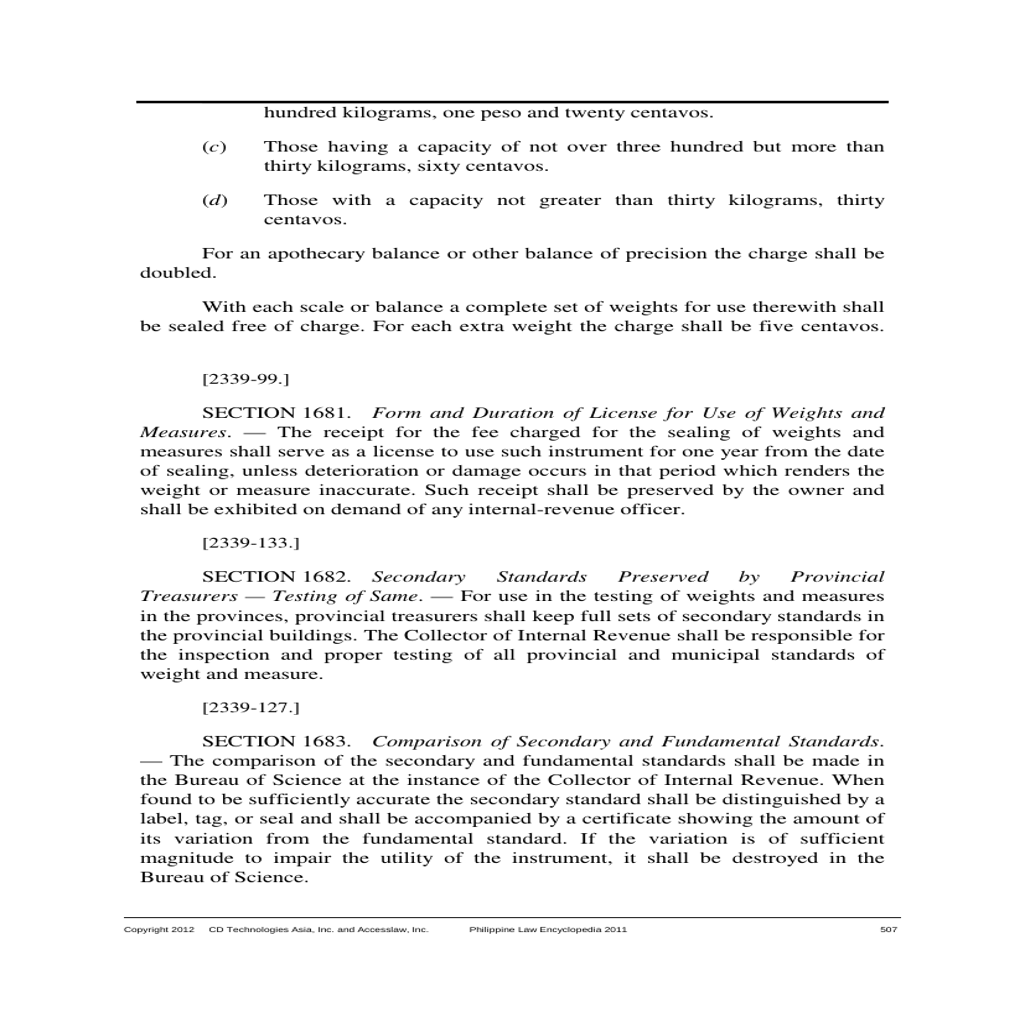 hundred kilograms, one peso and twenty centavos.
(c) Those having a capacity of not over three hundred but more than
thirty kilograms, sixty centavos.
(d) Those with a capacity not greater than thirty kilograms, thirty
centavos.
For an apothecary balance or other balance of precision the charge shall be
doubled.
With each scale or balance a complete set of weights for use therewith shall
be sealed free of charge. For each extra weight the charge shall be five centavos.
[2339-99.]
SECTION 1681. Form and Duration of License for Use of Weights and
Measures. — The receipt for the fee charged for the sealing of weights and
measures shall serve as a license to use such instrument for one year from the date
of sealing, unless deterioration or damage occurs in that period which renders the
weight or measure inaccurate. Such receipt shall be preserved by the owner and
shall be exhibited on demand of any internal-revenue officer.
[2339-133.]
SECTION 1682. Secondary Standards Preserved by Provincial
Treasurers — Testing of Same. — For use in the testing of weights and measures
in the provinces, provincial treasurers shall keep full sets of secondary standards in
the provincial buildings. The Collector of Internal Revenue shall be responsible for
the inspection and proper testing of all provincial and municipal standards of
weight and measure.
[2339-127.]
SECTION 1683. Comparison of Secondary and Fundamental Standards.
— The comparison of the secondary and fundamental standards shall be made in
the Bureau of Science at the instance of the Collector of Internal Revenue. When
found to be sufficiently accurate the secondary standard shall be distinguished by a
label, tag, or seal and shall be accompanied by a certificate showing the amount of
its variation from the fundamental standard. If the variation is of sufficient
magnitude to impair the utility of the instrument, it shall be destroyed in the
Bureau of Science.
Copyright 2012 CD Technologies Asia, Inc. and Accesslaw, Inc. Philippine Law Encyclopedia 2011 507